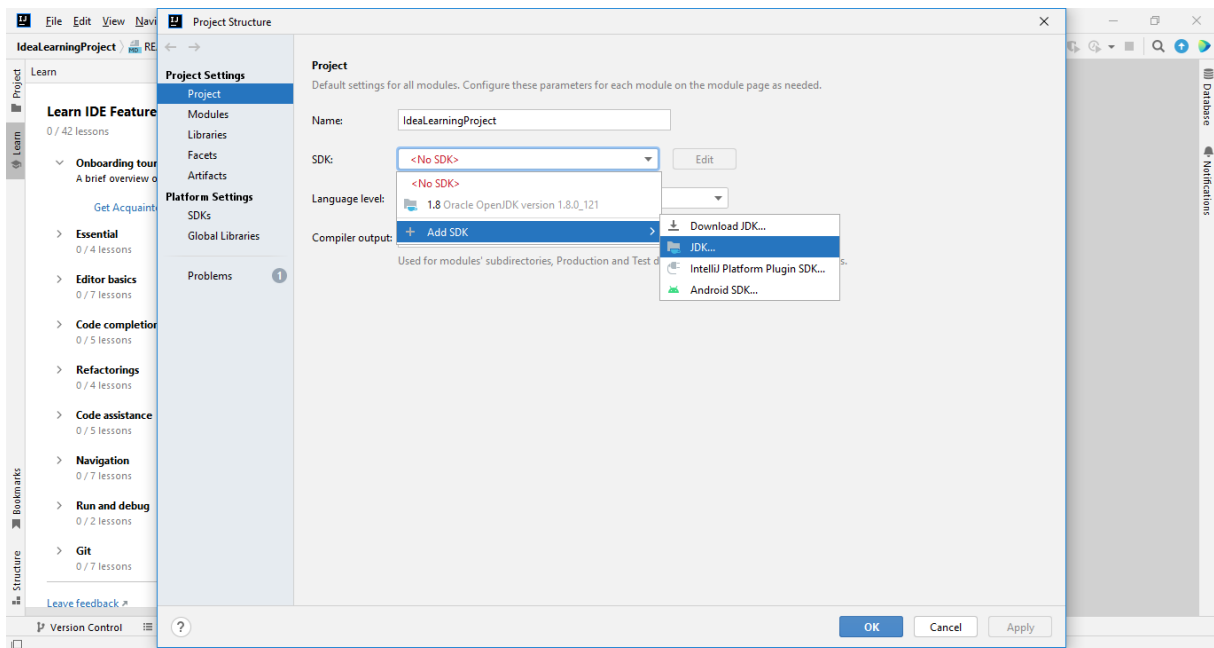 File Edit View Navi
Project Structure
IdeaLearningProject
Project
Learn
Learn
Bookmarks
Structure
Learn IDE Feature
0 / 42 lessons
Onboarding tour
A brief overview o
Get Acquainte
Essential
0 / 4 lessons
Editor basics
0 / 7 lessons
Code completion
0 / 5 lessons
Refactorings
0 / 4 lessons
Code assistance
0 / 5 lessons
Navigation
0 / 7 lessons
Run and debug
0 / 2 lessons
Git
0 / 7 lessons
Leave feedback
Version Control
Project Settings
Project
Modules
Libraries
Facets
Artifacts
Platform Settings
SDKs
Global Libraries
Problems 1
Project
Default settings for all modules. Configure these parameters for each module on the module page as needed.
Name: IdeaLearningProject
SDK: <No SDK> Edit
<No SDK>
1.8 Oracle OpenJDK version 1.8.0_121
Language level:
+ Add SDK
Compiler output:
Download JDK...
JDK...
IntelliJ Platform Plugin SDK...
Android SDK...
Used for modules' subdirectories, Production and Test d s.
? OK Cancel Apply
Database
Notifications